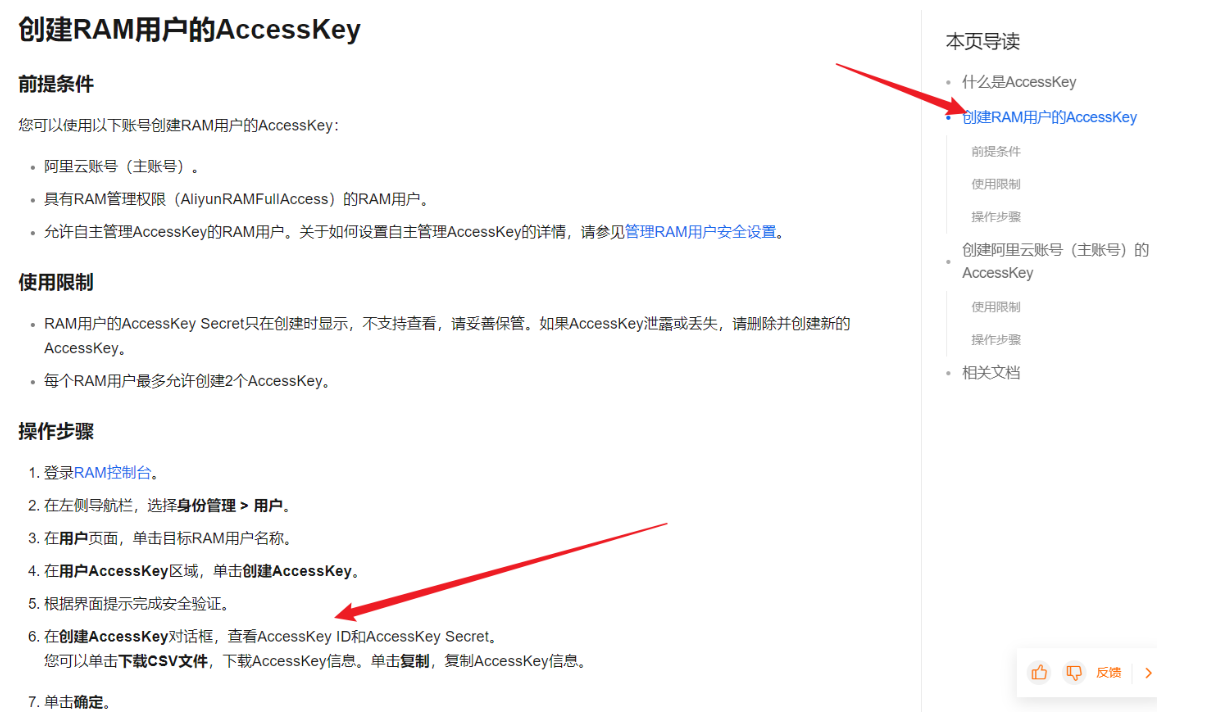 创建RAM用户的AccessKey
前提条件
您可以使用以下账号创建RAM用户的AccessKey：
阿里云账号（主账号）。
具有RAM管理权限（AliyunRAMFullAccess）的RAM用户。
允许自主管理AccessKey的RAM用户。关于如何设置自主管理AccessKey的详情，请参见管理RAM用户安全设置。
使用限制
RAM用户的AccessKey Secret只在创建时显示，不支持查看，请妥善保管。如果AccessKey泄露或丢失，请删除并创建新的
AccessKey。
每个RAM用户最多允许创建2个AccessKey。
操作步骤
1. 登录RAM控制台。
2. 在左侧导航栏，选择身份管理 > 用户。
3. 在用户页面，单击目标RAM用户名称。
4. 在用户AccessKey区域，单击创建AccessKey。
5. 根据界面提示完成安全验证。
6. 在创建AccessKey对话框，查看AccessKey ID和AccessKey Secret。
您可以单击下载CSV文件，下载AccessKey信息。单击复制，复制AccessKey信息。
7. 单击确定。
本页导读
什么是AccessKey
创建RAM用户的AccessKey
前提条件
使用限制
操作步骤
创建阿里云账号（主账号）的
AccessKey
使用限制
操作步骤
相关文档
反馈